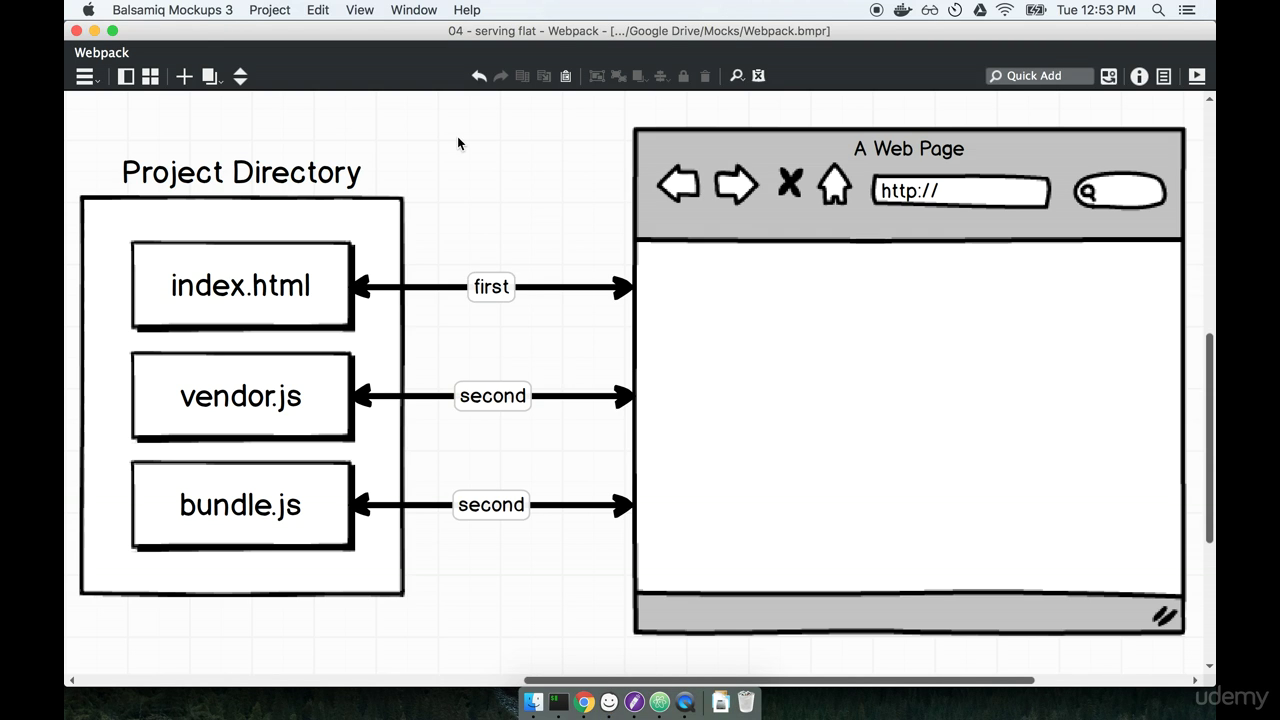 Balsamiq Mockups 3 Project Edit View Window Help Tue 12:53 PM
04 - serving flat - Webpack - [.../Google Drive/Mocks/Webpack.bmpr]
Webpack
Quick Add
Project Directory
index.html
vendor.js
bundle.js
first
second
second
A Web Page
http://
udemy